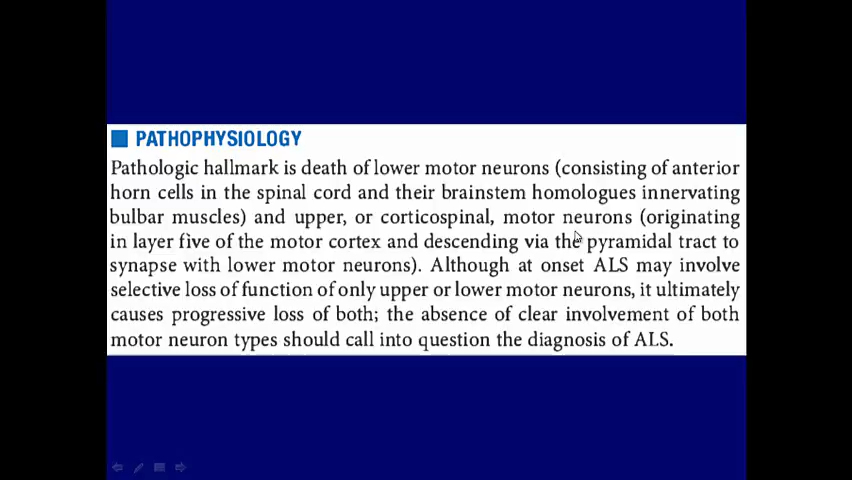 PATHOPHYSIOLOGY
Pathologic hallmark is death of lower motor neurons (consisting of anterior
horn cells in the spinal cord and their brainstem homologues innervating
bulbar muscles) and upper, or corticospinal, motor neurons (originating
in layer five of the motor cortex and descending via the pyramidal tract to
synapse with lower motor neurons). Although at onset ALS may involve
selective loss of function of only upper or lower motor neurons, it ultimately
causes progressive loss of both; the absence of clear involvement of both
motor neuron types should call into question the diagnosis of ALS.